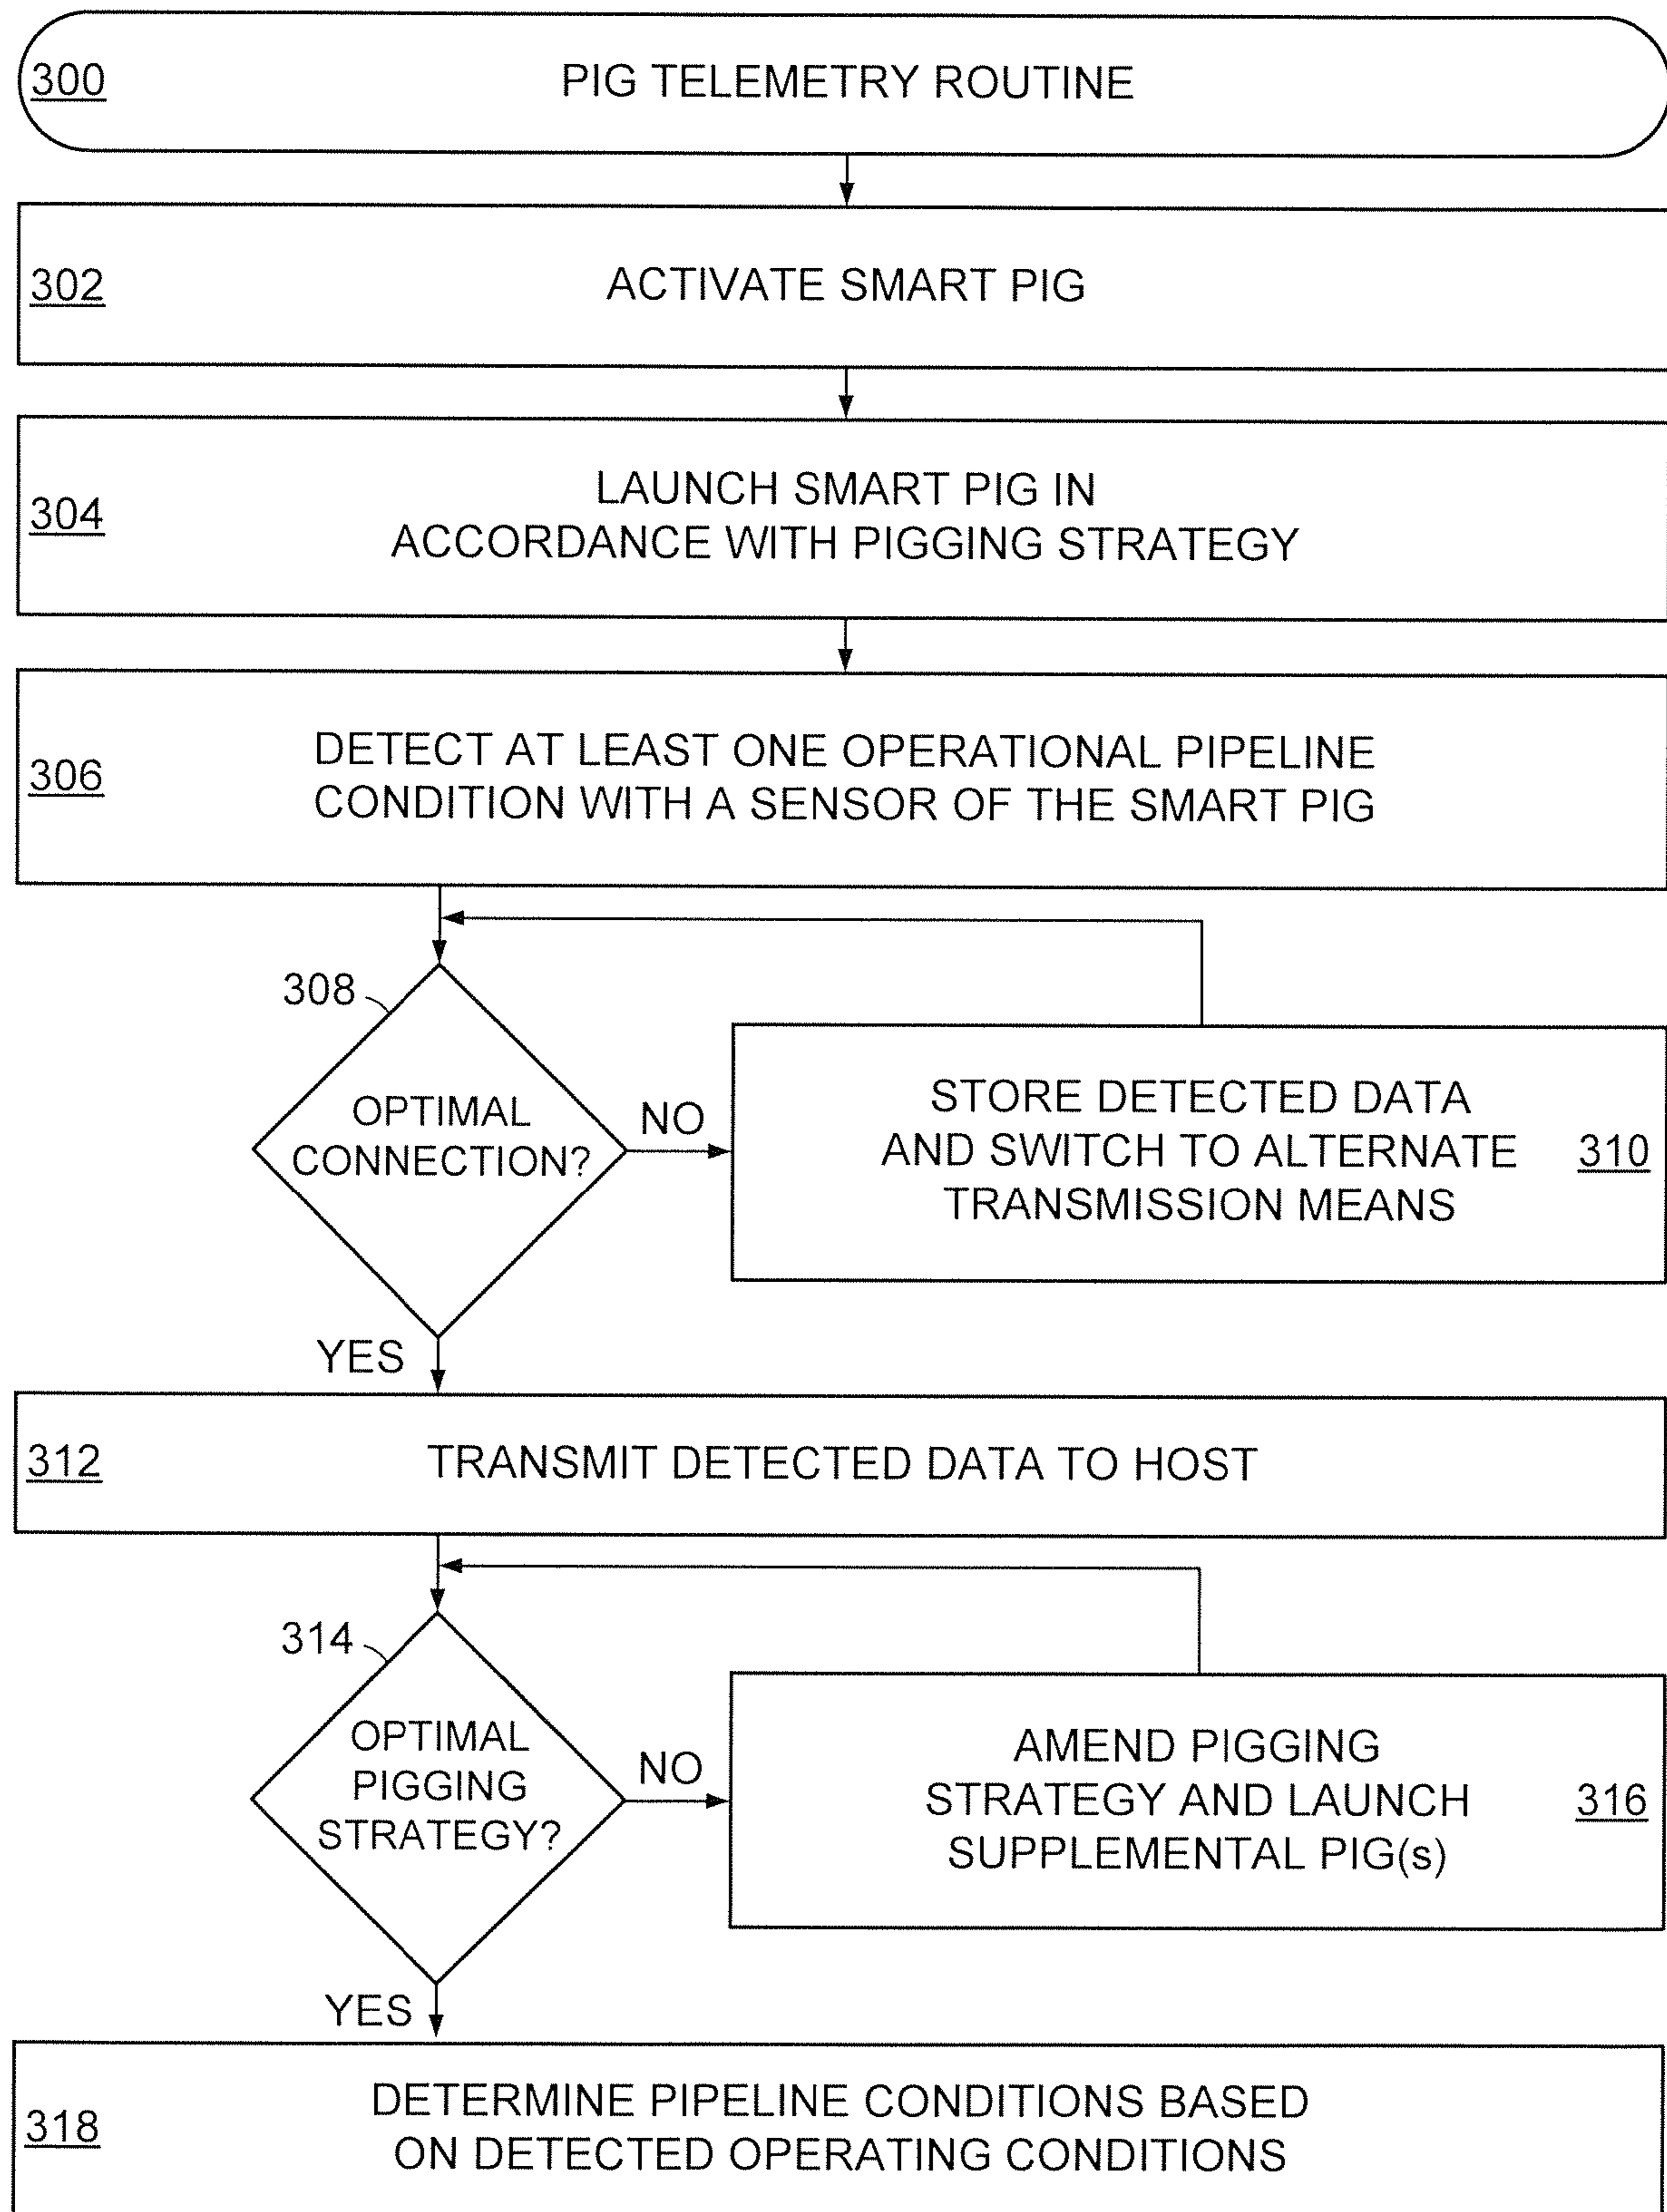 300
PIG TELEMETRY ROUTINE
302
ACTIVATE SMART PIG
304
LAUNCH SMART PIG IN
ACCORDANCE WITH PIGGING STRATEGY
306
DETECT AT LEAST ONE OPERATIONAL PIPELINE
CONDITION WITH A SENSOR OF THE SMART PIG
308
OPTIMAL
CONNECTION?
NO
STORE DETECTED DATA
AND SWITCH TO ALTERNATE
TRANSMISSION MEANS
310
YES
312
TRANSMIT DETECTED DATA TO HOST
314
OPTIMAL
PIGGING
STRATEGY?
NO
AMEND PIGGING
STRATEGY AND LAUNCH
SUPPLEMENTAL PIG(s)
316
YES
318
DETERMINE PIPELINE CONDITIONS BASED
ON DETECTED OPERATING CONDITIONS